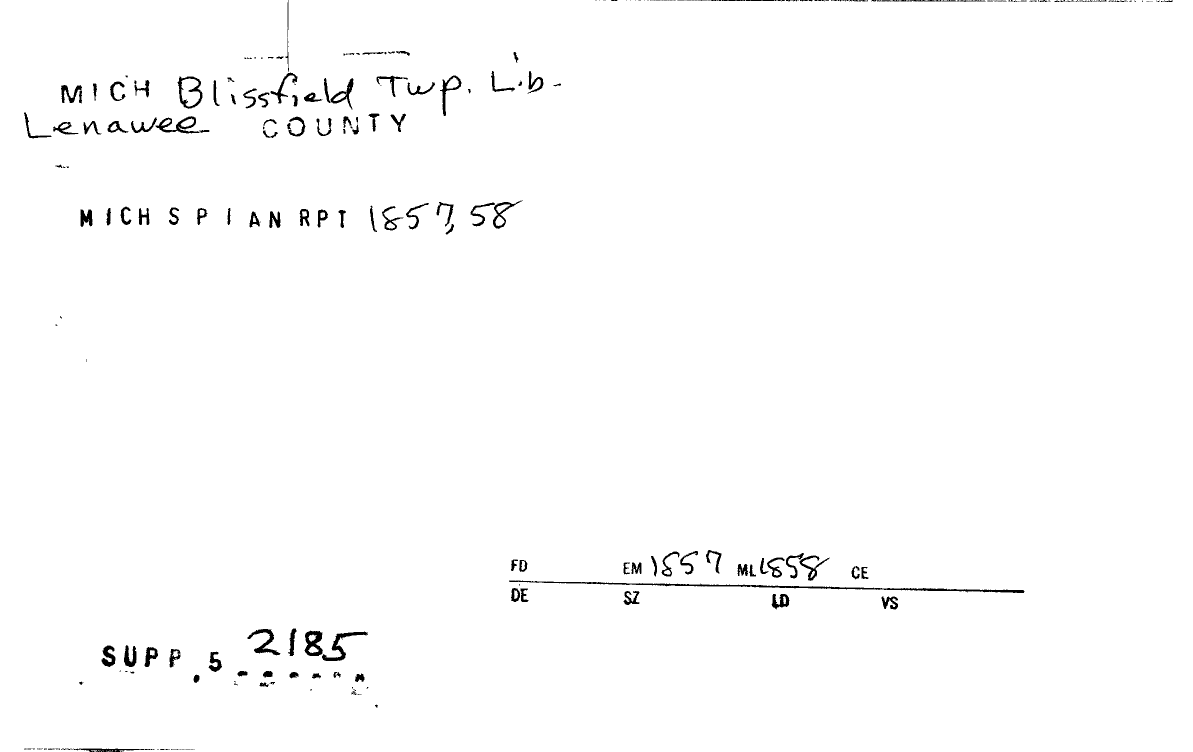 MICH Blissfield Twp. Lib.
Lenawee COUNTY
MICH S P I AN RPT 1857, 58
FD EM 1857 ML 1858 CE
DE SZ LD VS
SUPP. 5 2185